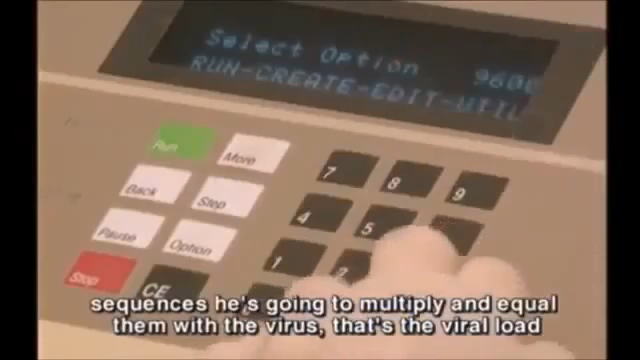 Select Option 9600
RUN-CREATE-EDIT-UTIL
Run
More
7
8
9
Back
Step
4
5
Pause
Option
1
2
Stop
CE
sequences he's going to multiply and equal
them with the virus, that's the viral load